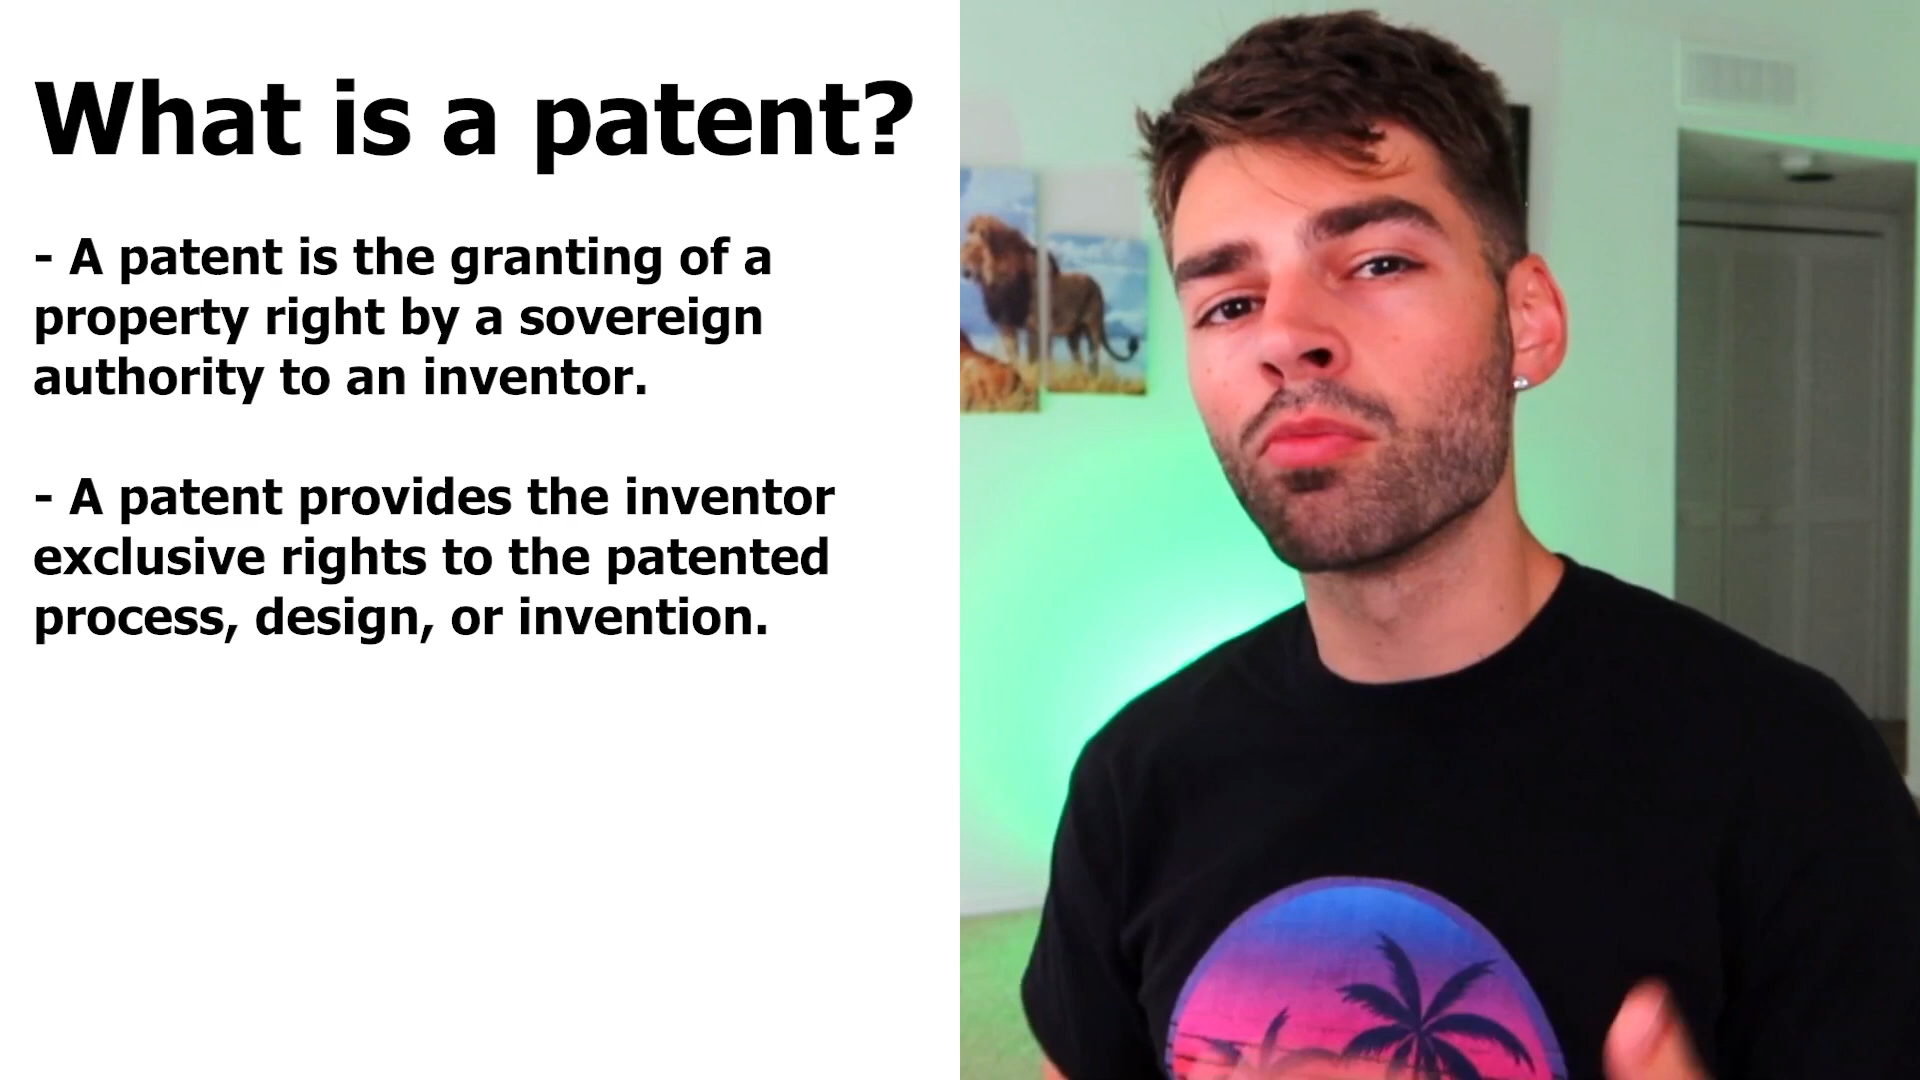 What is a patent?
- A patent is the granting of a
property right by a sovereign
authority to an inventor.
- A patent provides the inventor
exclusive rights to the patented
process, design, or invention.